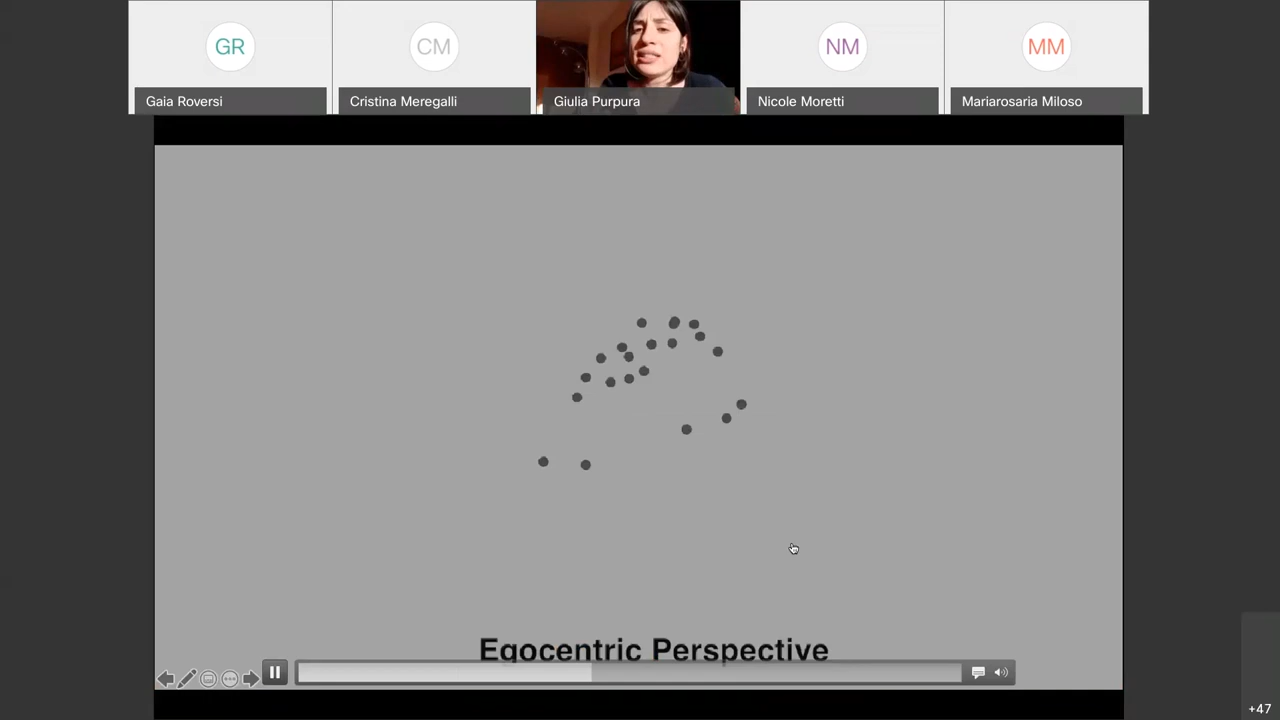 GR
CM
NM
MM
Gaia Roversi
Cristina Meregalli
Giulia Purpura
Nicole Moretti
Mariarosaria Miloso
Egocentric Perspective
+47